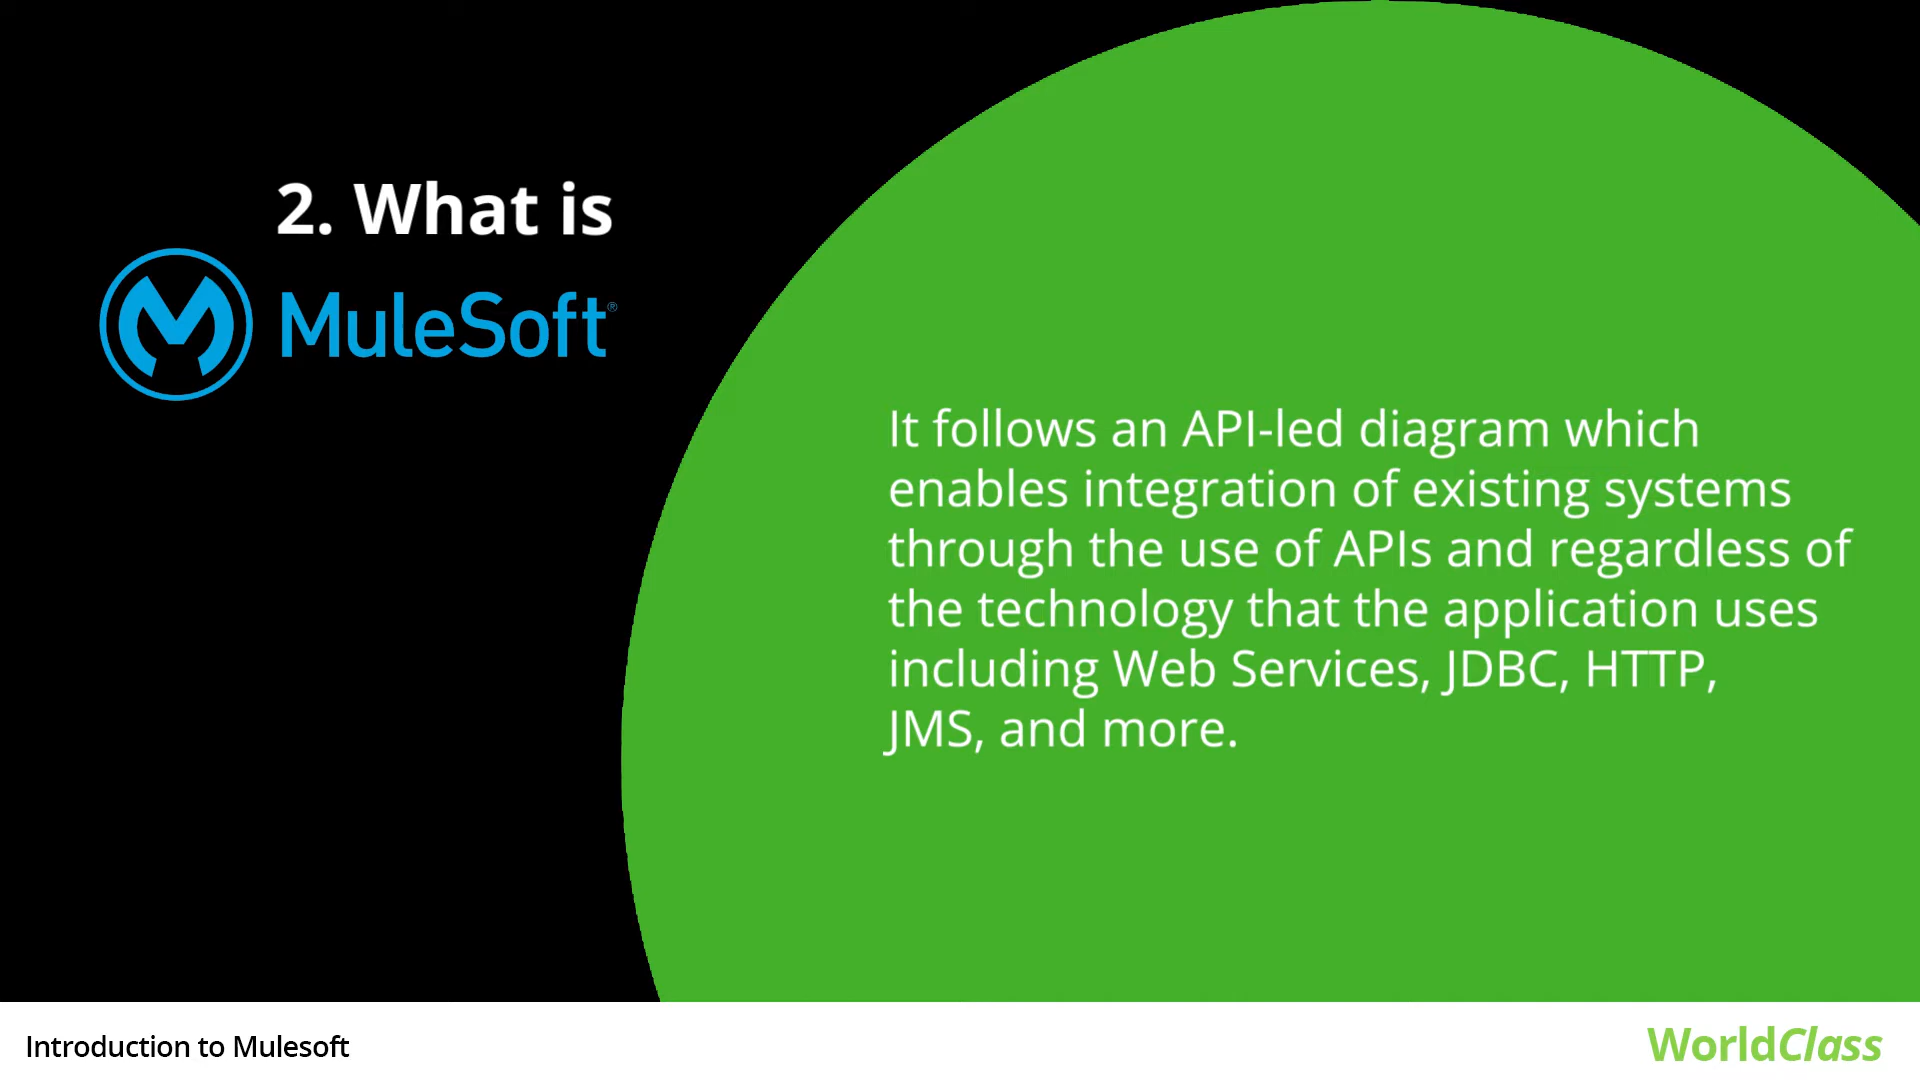 2. What is
MuleSoft®
It follows an API-led diagram which
enables integration of existing systems
through the use of APIs and regardless of
the technology that the application uses
including Web Services, JDBC, HTTP,
JMS, and more.
Introduction to Mulesoft
WorldClass